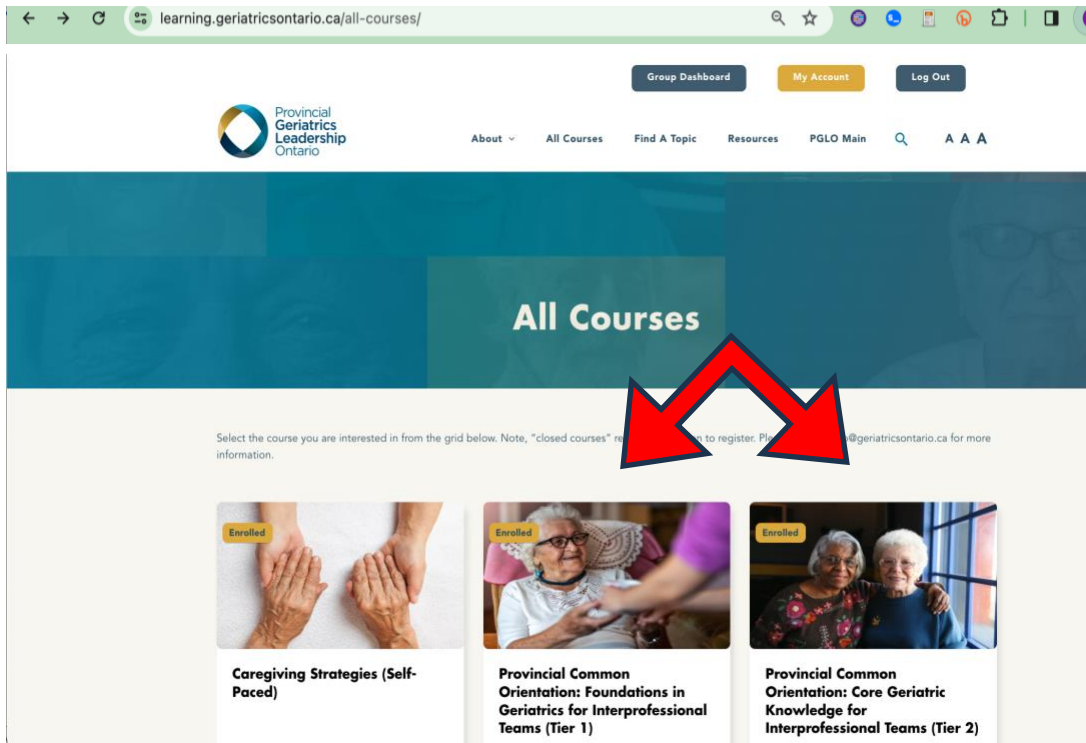 learning.geriatricsontario.ca/all-courses/
Group Dashboard
My Account
Log Out
Provincial
Geriatrics
Leadership
Ontario
About
All Courses
Find A Topic
Resources
PGLO Main
A A A
All Courses
Select the course you are interested in from the grid below. Note, "closed courses" to register. @geriatricsontario.ca for more
information.
Enrolled
Enrolled
Enrolled
Caregiving Strategies (Self-
Paced)
Provincial Common
Orientation: Foundations in
Geriatrics for Interprofessional
Teams (Tier 1)
Provincial Common
Orientation: Core Geriatric
Knowledge for
Interprofessional Teams (Tier 2)